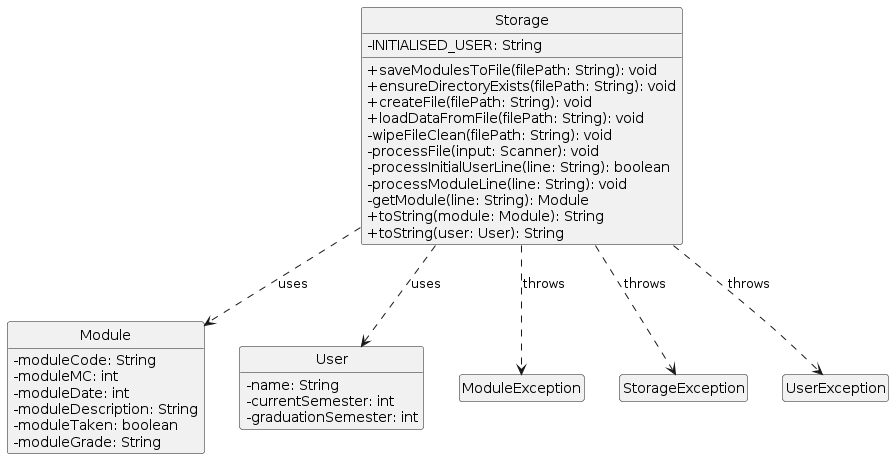 Storage
-INITIALISED_USER: String
+saveModulesToFile(filePath: String): void
+ensureDirectoryExists(filePath: String): void
+createFile(filePath: String): void
+loadDataFromFile(filePath: String): void
-wipeFileClean(filePath: String): void
-processFile(input: Scanner): void
-processInitialUserLine(line: String): boolean
-processModuleLine(line: String): void
-getModule(line: String): Module
+toString(module: Module): String
+toString(user: User): String
uses
uses
throws
throws
throws
Module
-moduleCode: String
-moduleMC: int
-moduleDate: int
-moduleDescription: String
-moduleTaken: boolean
-moduleGrade: String
User
-name: String
-currentSemester: int
-graduationSemester: int
ModuleException
StorageException
UserException